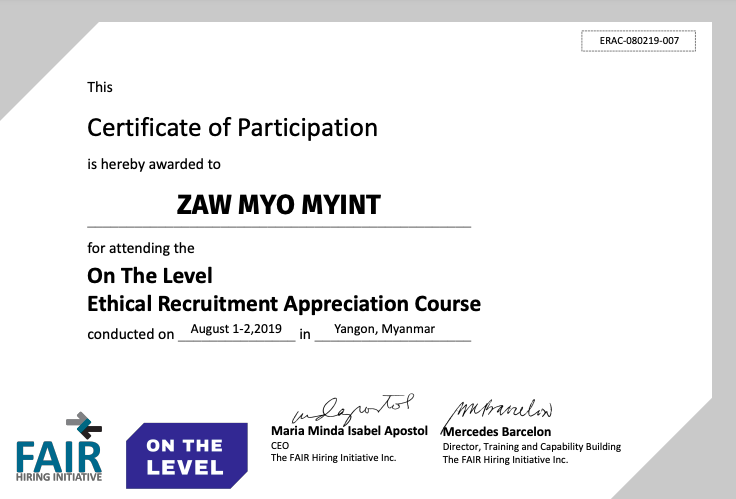 ERAC-080219-007
This
Certificate of Participation
is hereby awarded to
ZAW MYO MYINT
for attending the
On The Level
Ethical Recruitment Appreciation Course
conducted on August 1-2,2019 in Yangon, Myanmar
FAIR
HIRING INITIATIVE
ON THE
LEVEL
mdapostol
Maria Minda Isabel Apostol
CEO
The FAIR Hiring Initiative Inc.
MMBarcelon
Mercedes Barcelon
Director, Training and Capability Building
The FAIR Hiring Initiative Inc.